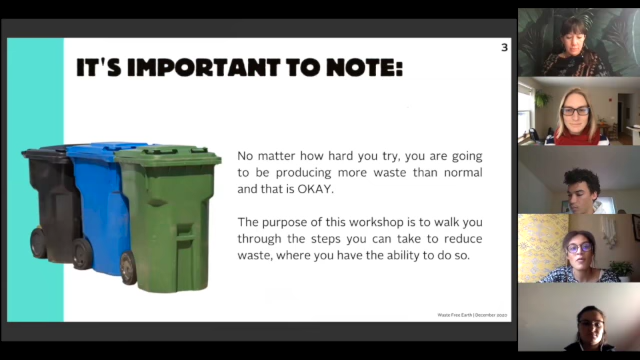 3
IT'S IMPORTANT TO NOTE:
No matter how hard you try, you are going
to be producing more waste than normal
and that is OKAY.
The purpose of this workshop is to walk you
through the steps you can take to reduce
waste, where you have the ability to do so.
Waste Free Earth | December 2020